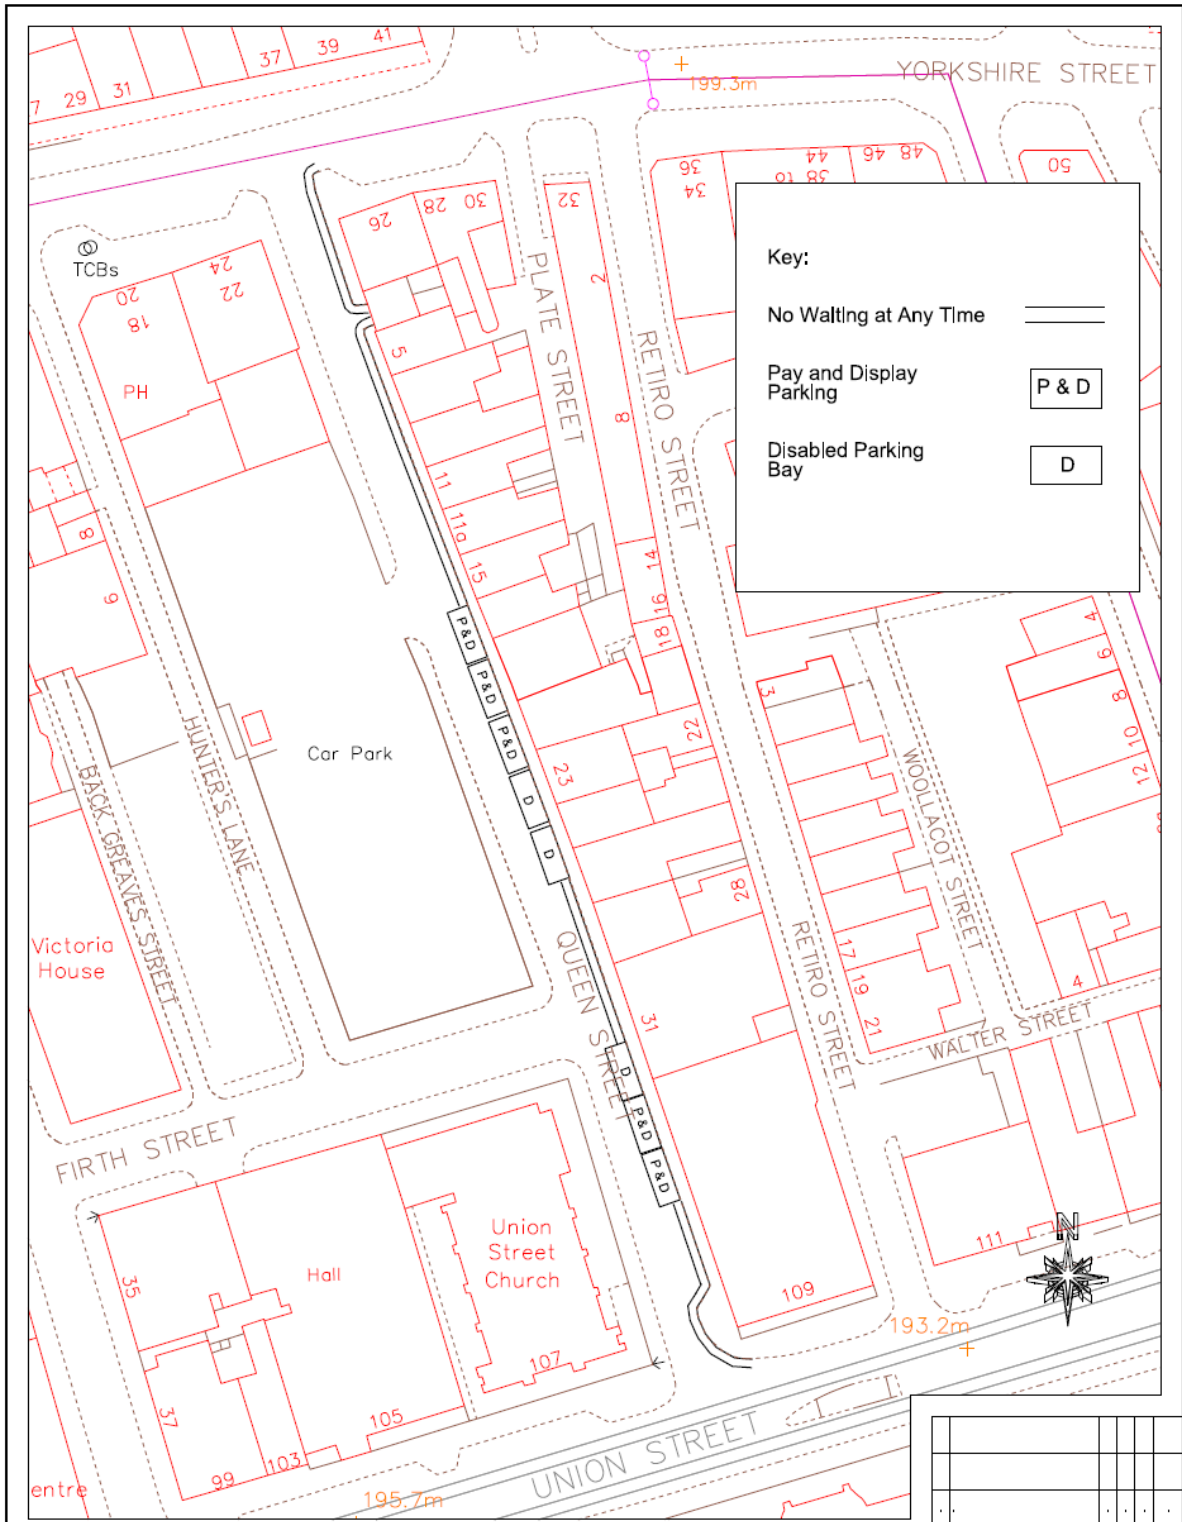 41
39
37
31
29
7
199.3m
YORKSHIRE STREET
36
34
44
to
38
46
48
50
26
28
30
32
TCBs
24
22
20
18
PH
PLATE STREET
2
RETIRO STREET
8
Key:
No Waiting at Any Time
Pay and Display
Parking
P & D
Disabled Parking
Bay
D
5
11
11a
15
14
16
18
8
9
4
6
8
10
12
P&D
P&D
P&D
D
D
3
22
23
Car Park
HUNTER'S LANE
BACK GREAVES STREET
WOOLLACOT STREET
Victoria
House
28
QUEEN STREET
RETIRO STREET
17
19
21
4
31
WALTER STREET
D
P&D
P&D
FIRTH STREET
Union
Street
Church
Hall
35
111
N
109
193.2m
107
37
105
103
99
UNION STREET
entre
195.7m